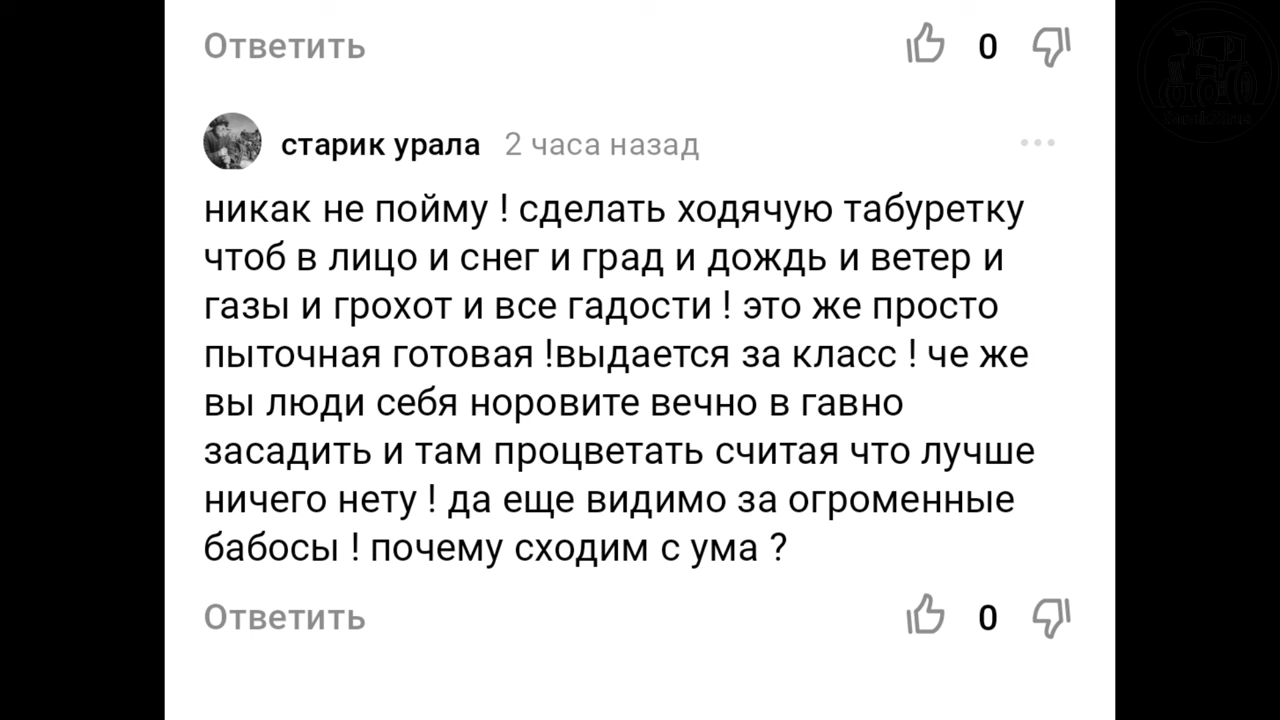 Ответить
0
старик урала 2 часа назад
никак не пойму ! сделать ходячую табуретку
чтоб в лицо и снег и град и дождь и ветер и
газы и грохот и все гадости ! это же просто
пыточная готовая !выдается за класс ! че же
вы люди себя норовите вечно в гавно
засадить и там процветать считая что лучше
ничего нету ! да еще видимо за огроменные
бабосы ! почему сходим с ума ?
Ответить
0